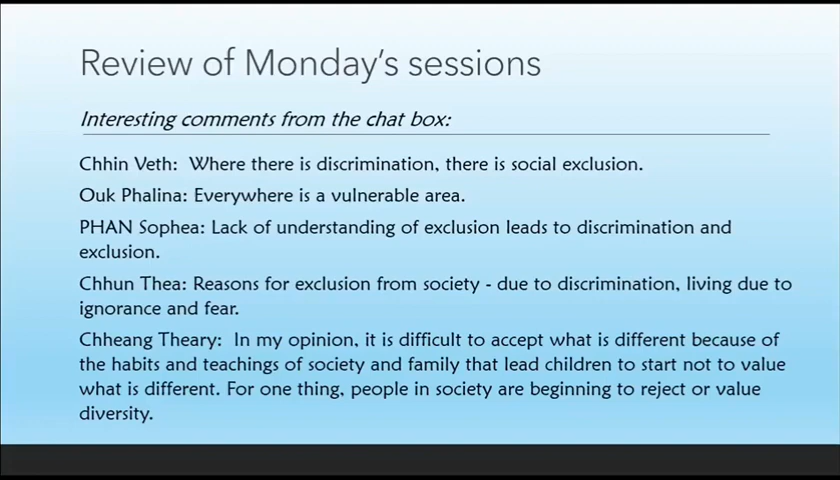 Review of Monday's sessions
Interesting comments from the chat box:
Chhin Veth:  Where there is discrimination, there is social exclusion.
Ouk Phalina: Everywhere is a vulnerable area.
PHAN Sophea: Lack of understanding of exclusion leads to discrimination and
exclusion.
Chhun Thea: Reasons for exclusion from society - due to discrimination, living due to
ignorance and fear.
Chheang Theary:  In my opinion, it is difficult to accept what is different because of
the habits and teachings of society and family that lead children to start not to value
what is different. For one thing, people in society are beginning to reject or value
diversity.